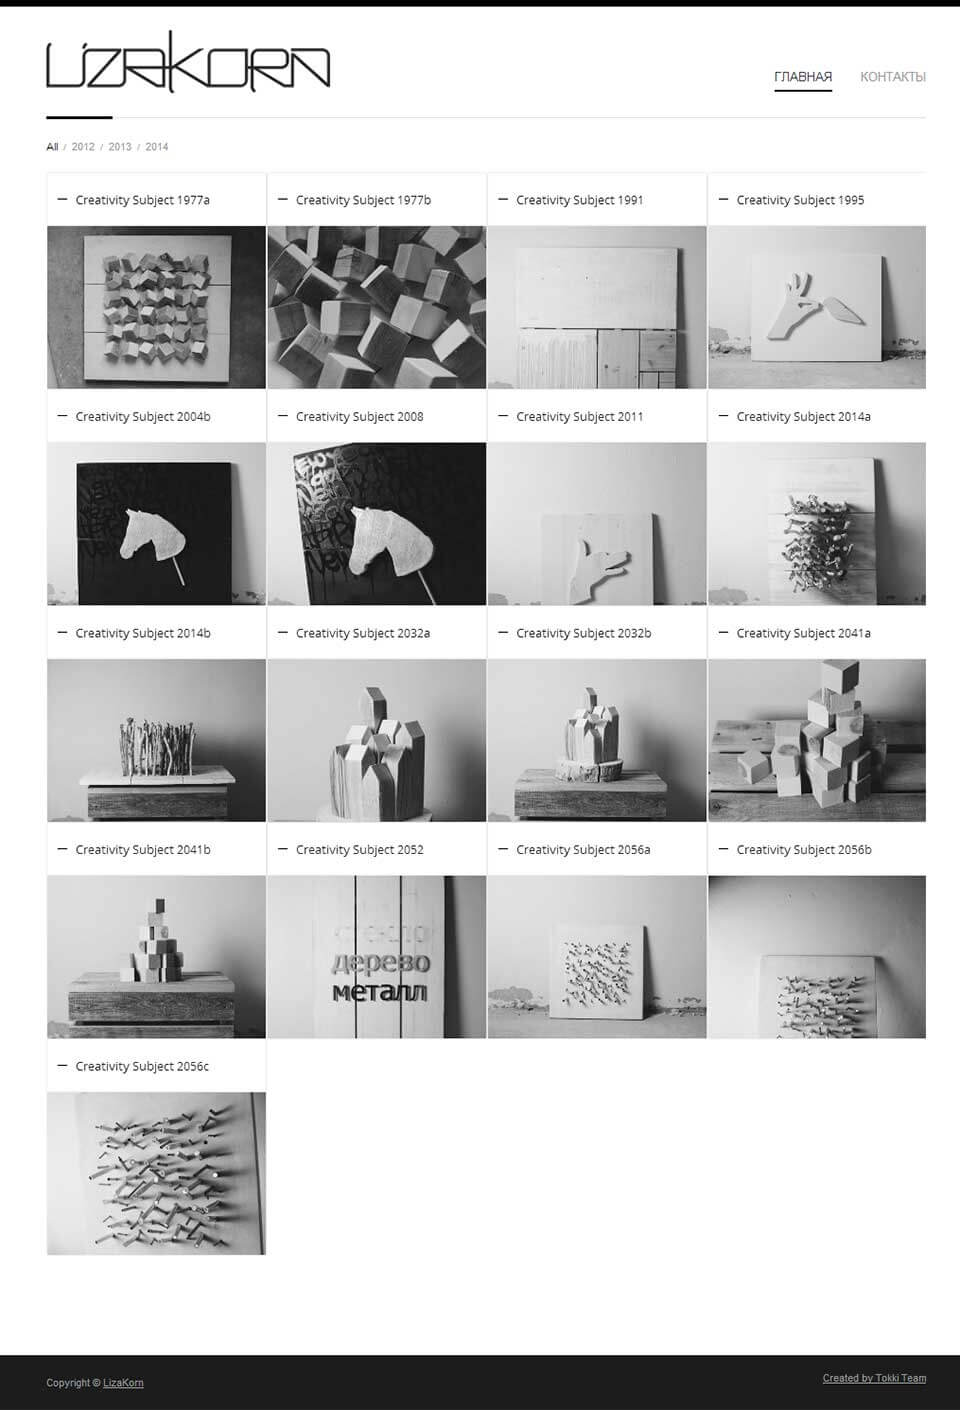 LizaKorn
ГЛАВНАЯ КОНТАКТЫ
All / 2012 / 2013 / 2014
Creativity Subject 1977a
Creativity Subject 1977b
Creativity Subject 1991
Creativity Subject 1995
Creativity Subject 2004b
Creativity Subject 2008
Creativity Subject 2011
Creativity Subject 2014a
Creativity Subject 2014b
Creativity Subject 2032a
Creativity Subject 2032b
Creativity Subject 2041a
Creativity Subject 2041b
Creativity Subject 2052
Creativity Subject 2056a
Creativity Subject 2056b
дерево
металл
Creativity Subject 2056c
Copyright © LizaKorn
Created by Tokki Team